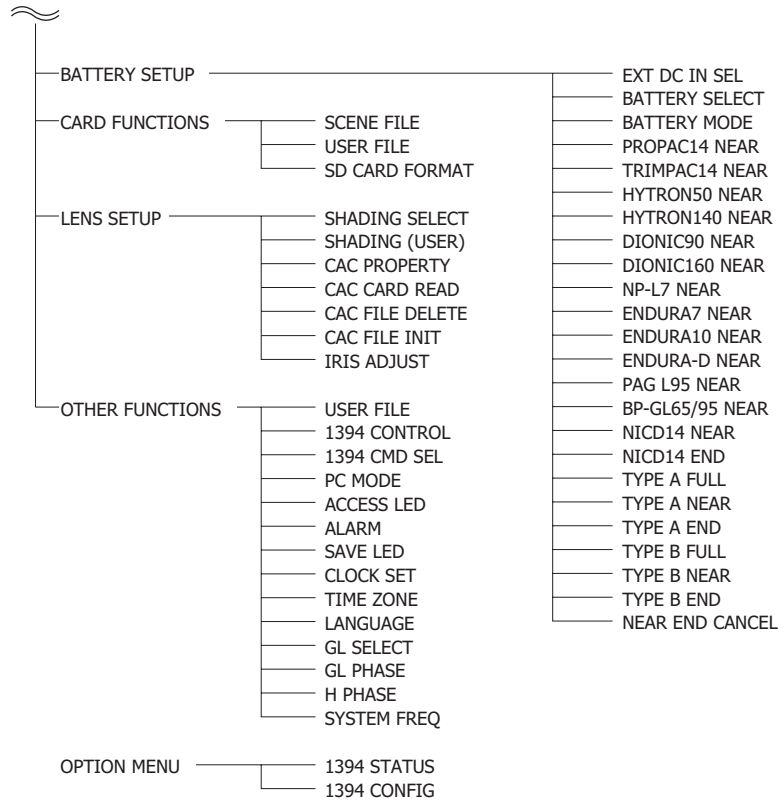 BATTERY SETUP
EXT DC IN SEL
BATTERY SELECT
BATTERY MODE
PROPAC14 NEAR
TRIMPAC14 NEAR
HYTRON50 NEAR
HYTRON140 NEAR
DIONIC90 NEAR
DIONIC160 NEAR
NP-L7 NEAR
ENDURA7 NEAR
ENDURA10 NEAR
ENDURA-D NEAR
PAG L95 NEAR
BP-GL65/95 NEAR
NICD14 NEAR
NICD14 END
TYPE A FULL
TYPE A NEAR
TYPE A END
TYPE B FULL
TYPE B NEAR
TYPE B END
NEAR END CANCEL
CARD FUNCTIONS
SCENE FILE
USER FILE
SD CARD FORMAT
LENS SETUP
SHADING SELECT
SHADING (USER)
CAC PROPERTY
CAC CARD READ
CAC FILE DELETE
CAC FILE INIT
IRIS ADJUST
OTHER FUNCTIONS
USER FILE
1394 CONTROL
1394 CMD SEL
PC MODE
ACCESS LED
ALARM
SAVE LED
CLOCK SET
TIME ZONE
LANGUAGE
GL SELECT
GL PHASE
H PHASE
SYSTEM FREQ
OPTION MENU
1394 STATUS
1394 CONFIG